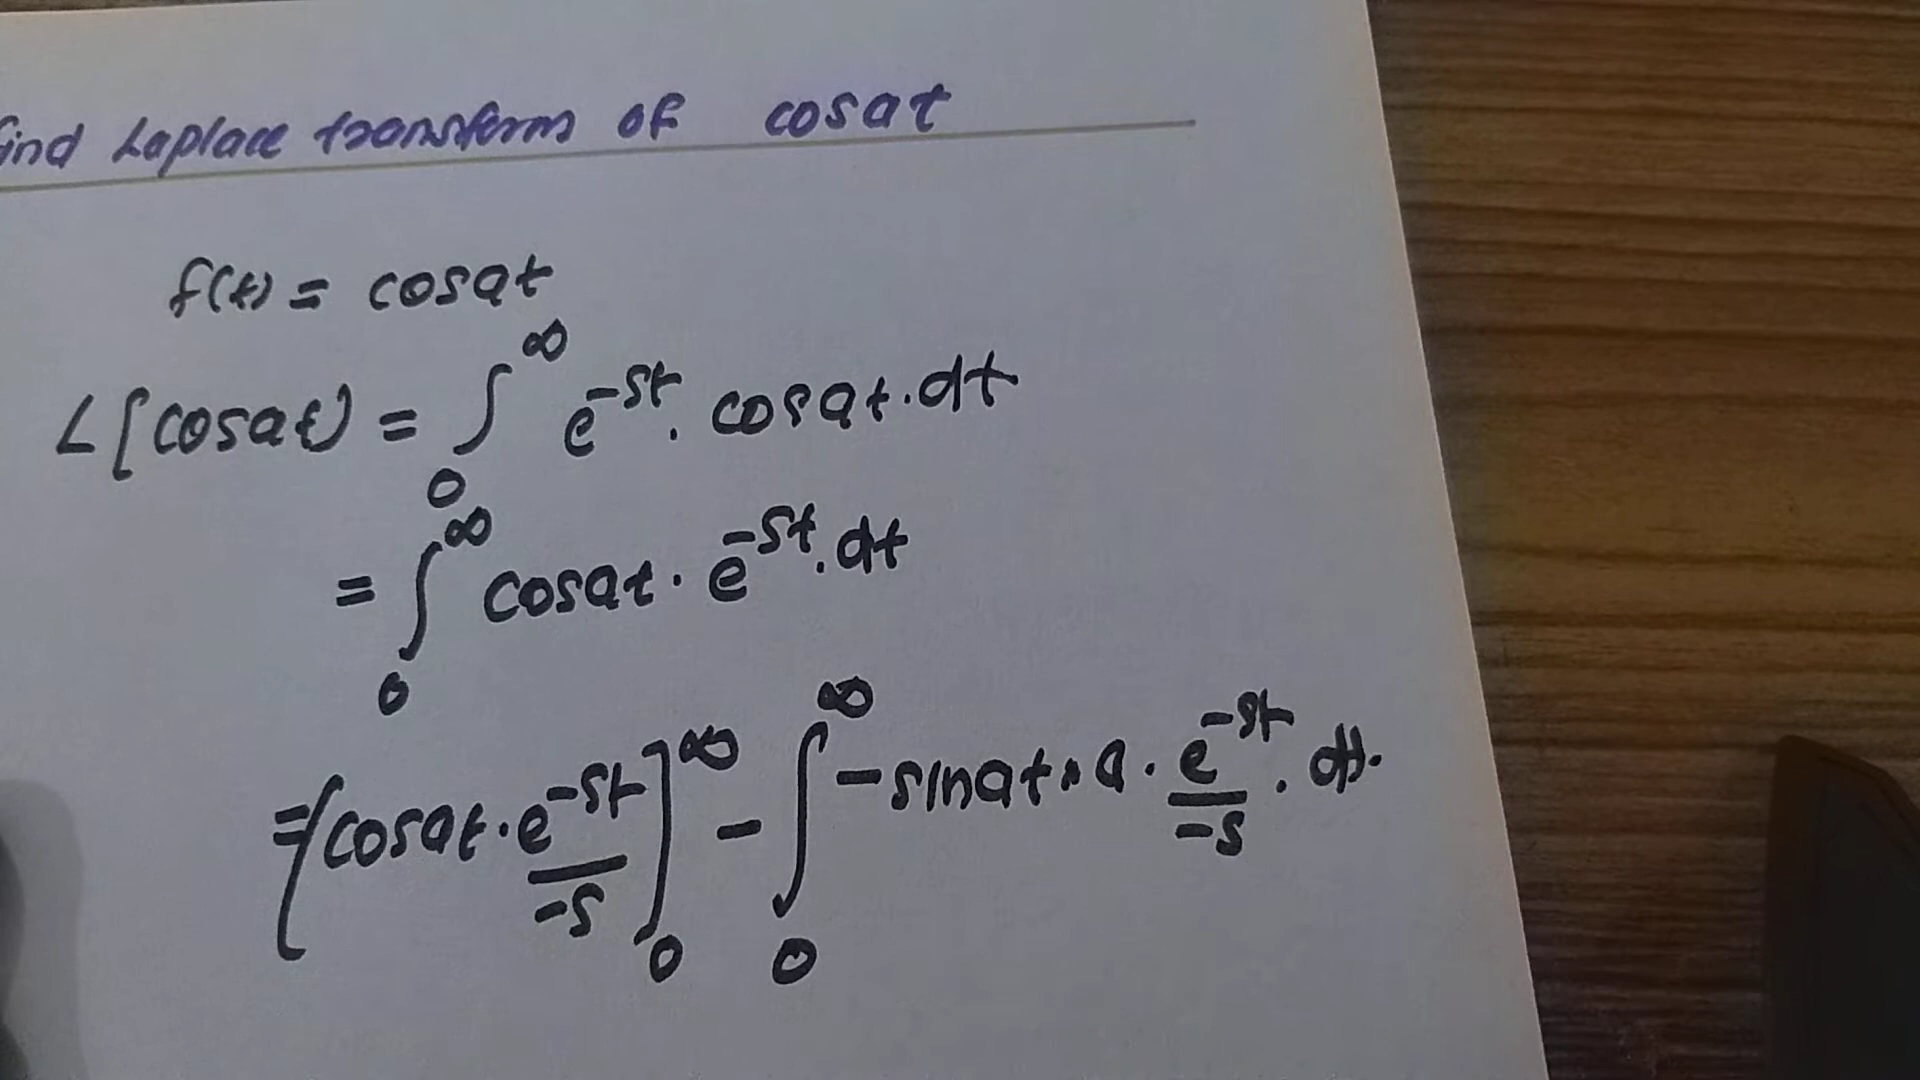 find Laplace transform of cosat
f(t) = cosat
L[cosat) = ∫₀^∞ e^-st . cosat . dt
= ∫₀^∞ cosat . e^-st . dt
= [cosat . e^-st/-s]₀^∞ - ∫₀^∞ -sinat × a . e^-st/-s . dt.